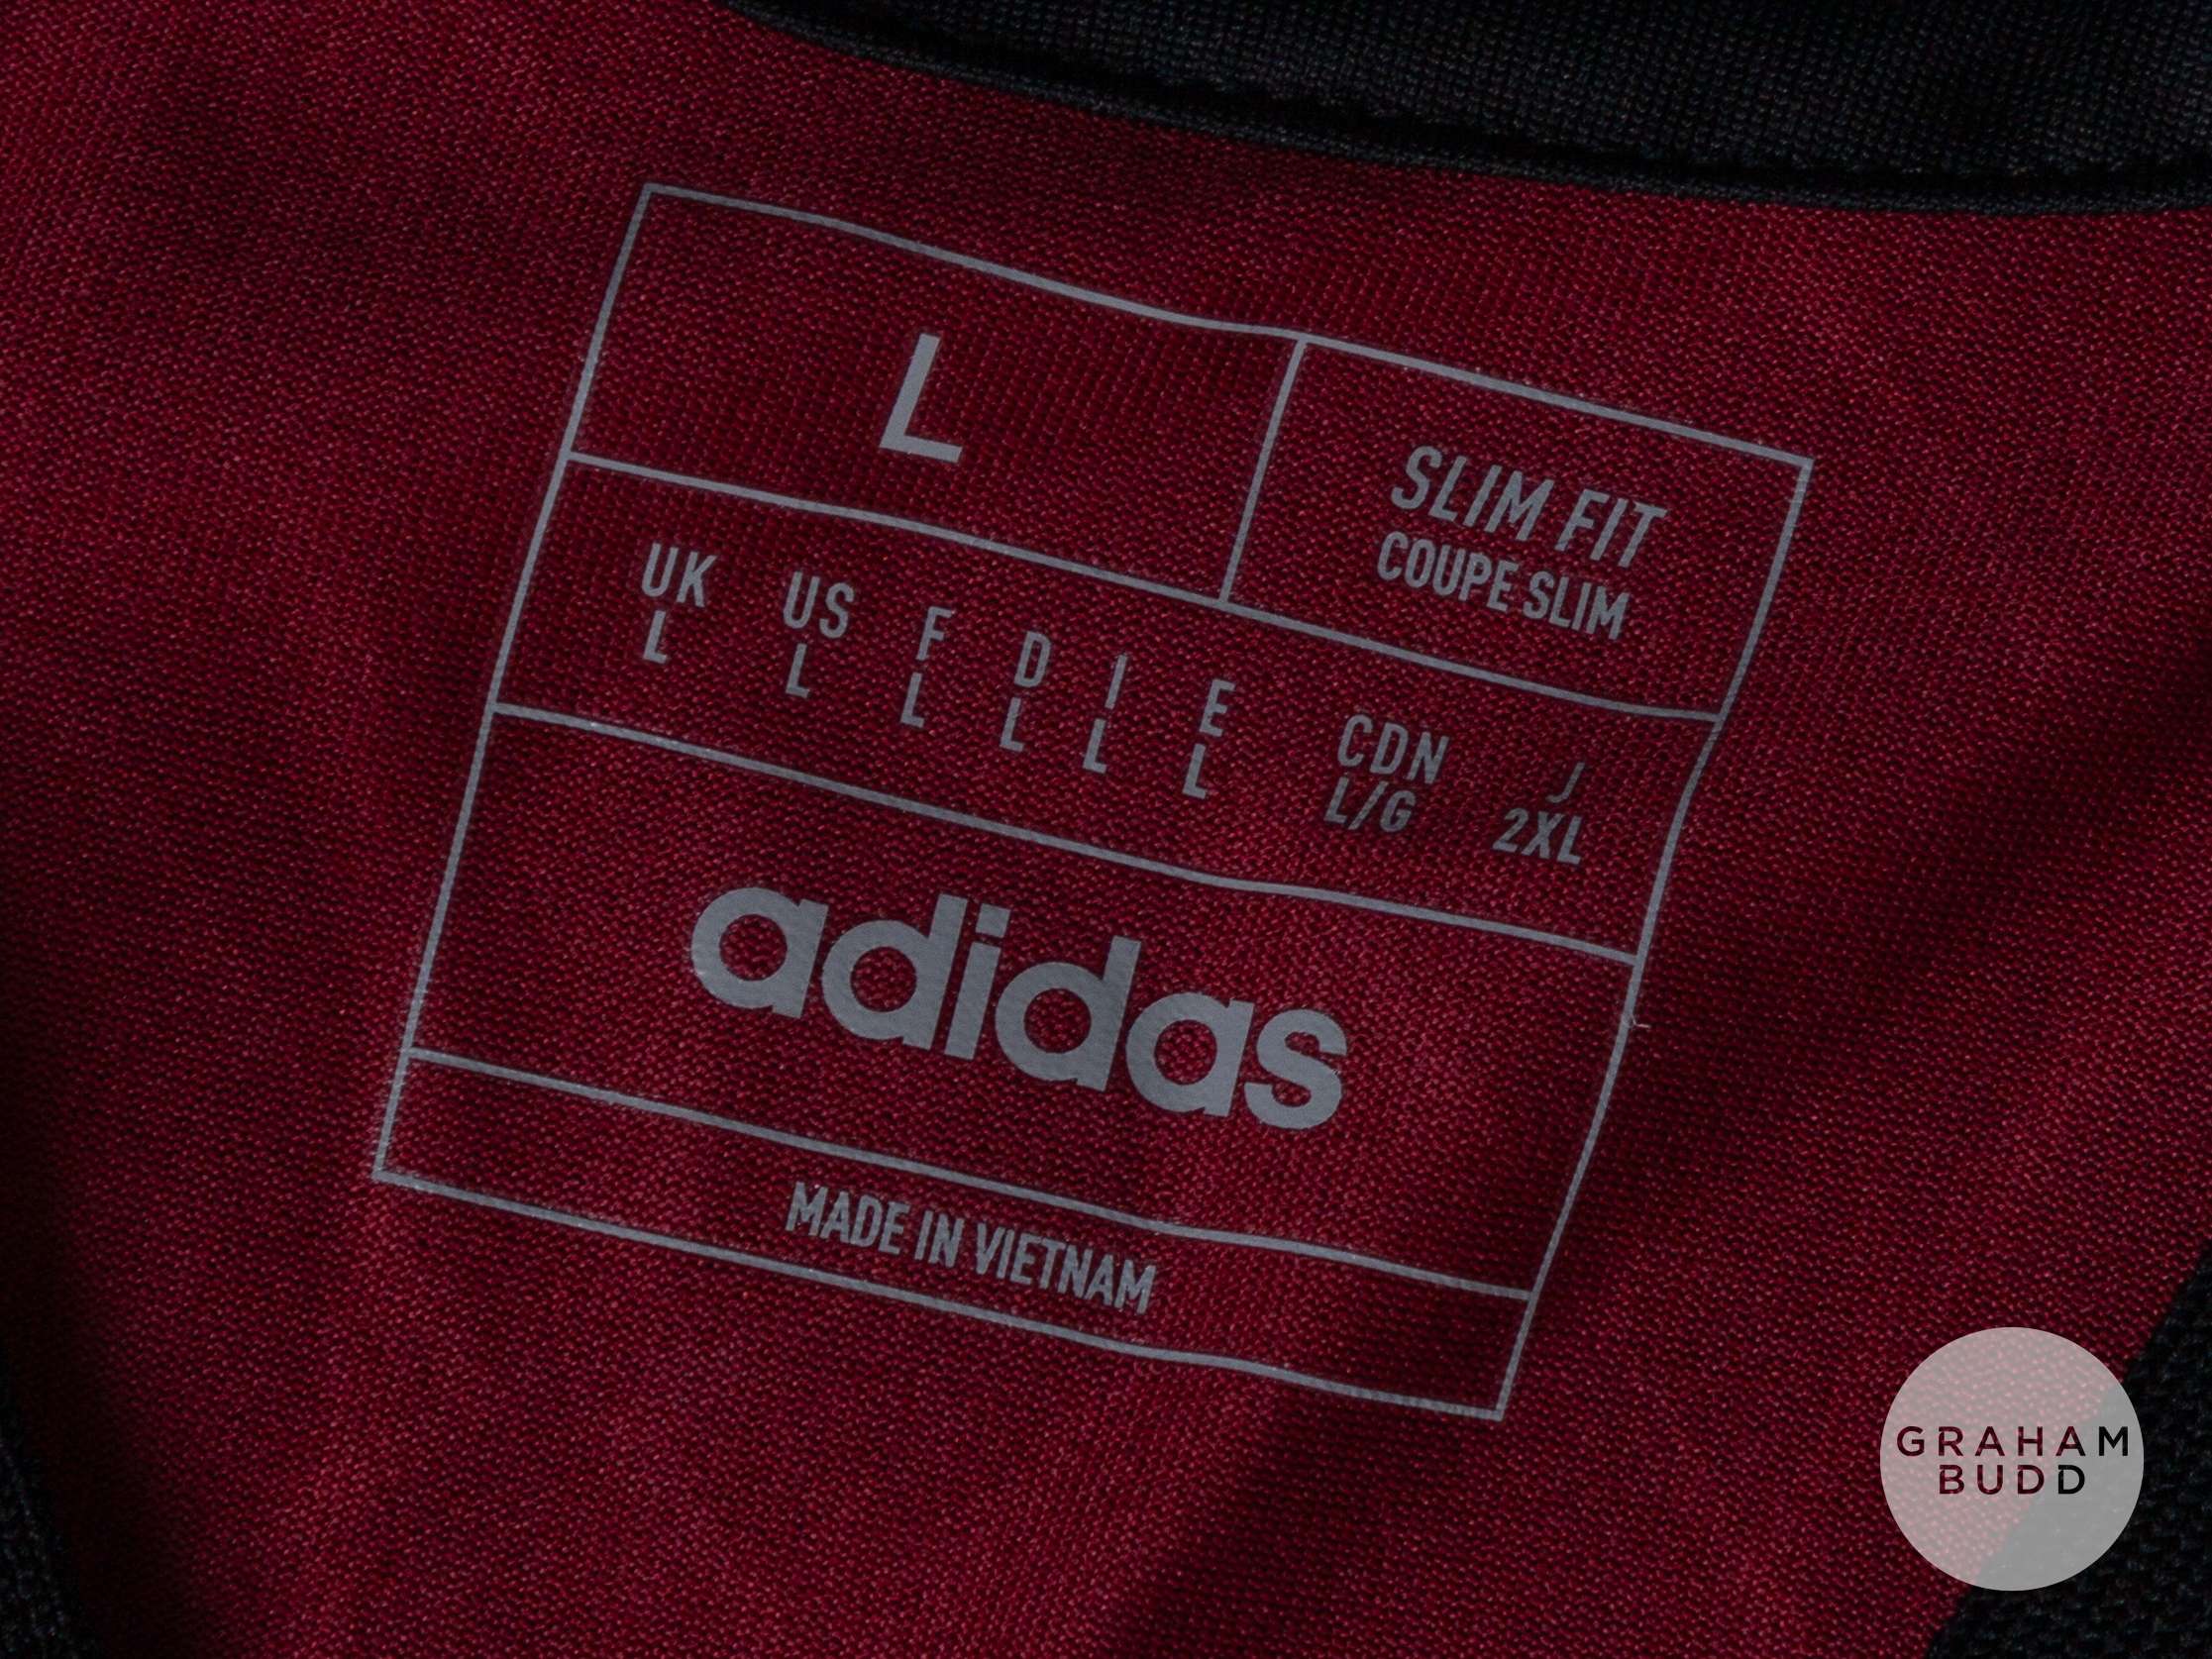 L
SLIM FIT
COUPE SLIM
UK US F D I E CDN J
L L L L L L L/G 2XL
adidas
MADE IN VIETNAM
GRAHAM
BUDD